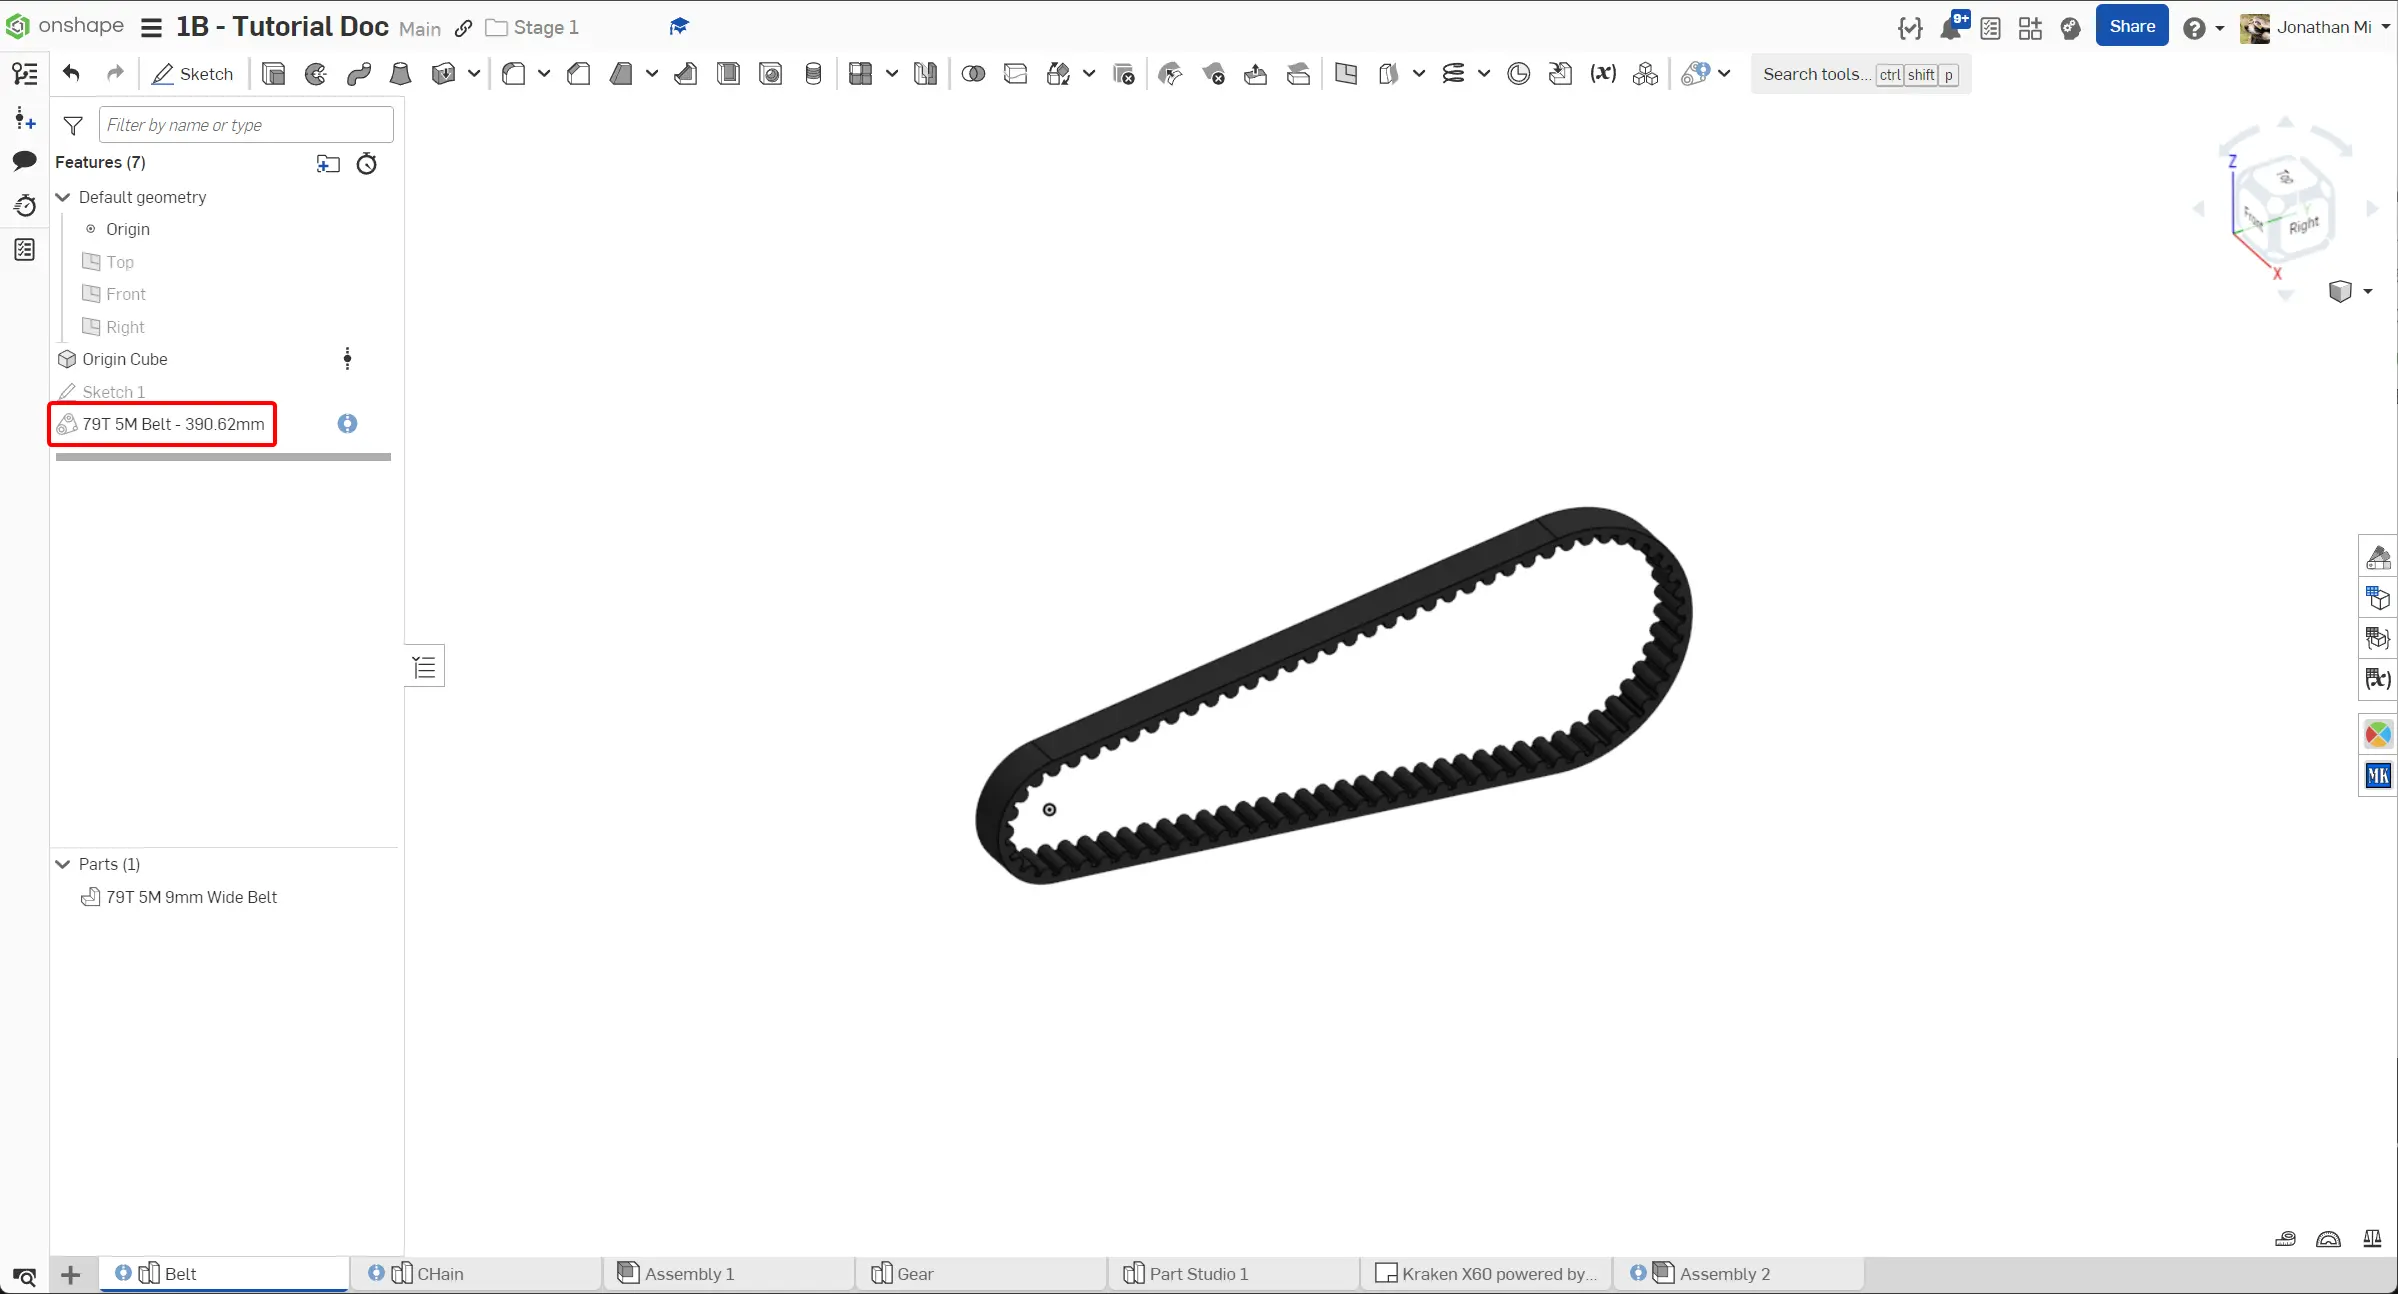 onshape 1B - Tutorial Doc Main Stage 1 9+ Share Jonathan Mi
Sketch (x) Search tools... ctrl shift p
Filter by name or type
Features (7)
Default geometry
Origin
Top
Front
Right
Origin Cube
Sketch 1
79T 5M Belt - 390.62mm
Parts (1)
79T 5M 9mm Wide Belt
Z
Top
Front
Right
X
(x)
MK
Belt CHain Assembly 1 Gear Part Studio 1 Kraken X60 powered by... Assembly 2